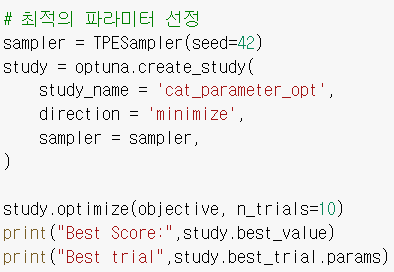 # 최적의 파라미터 선정
sampler = TPESampler(seed=42)
study = optuna.create_study(
    study_name = 'cat_parameter_opt',
    direction = 'minimize',
    sampler = sampler,
)

study.optimize(objective, n_trials=10)
print("Best Score:",study.best_value)
print("Best trial",study.best_trial.params)